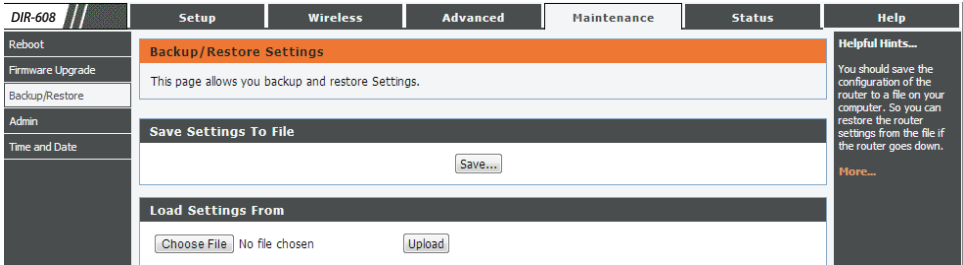 DIR-608
Setup
Wireless
Advanced
Maintenance
Status
Help
Reboot
Firmware Upgrade
Backup/Restore
Admin
Time and Date
Backup/Restore Settings
This page allows you backup and restore Settings.
Save Settings To File
Save...
Load Settings From
Choose File No file chosen
Upload
Helpful Hints...
You should save the
configuration of the
router to a file on your
computer. So you can
restore the router
settings from the file if
the router goes down.
More...